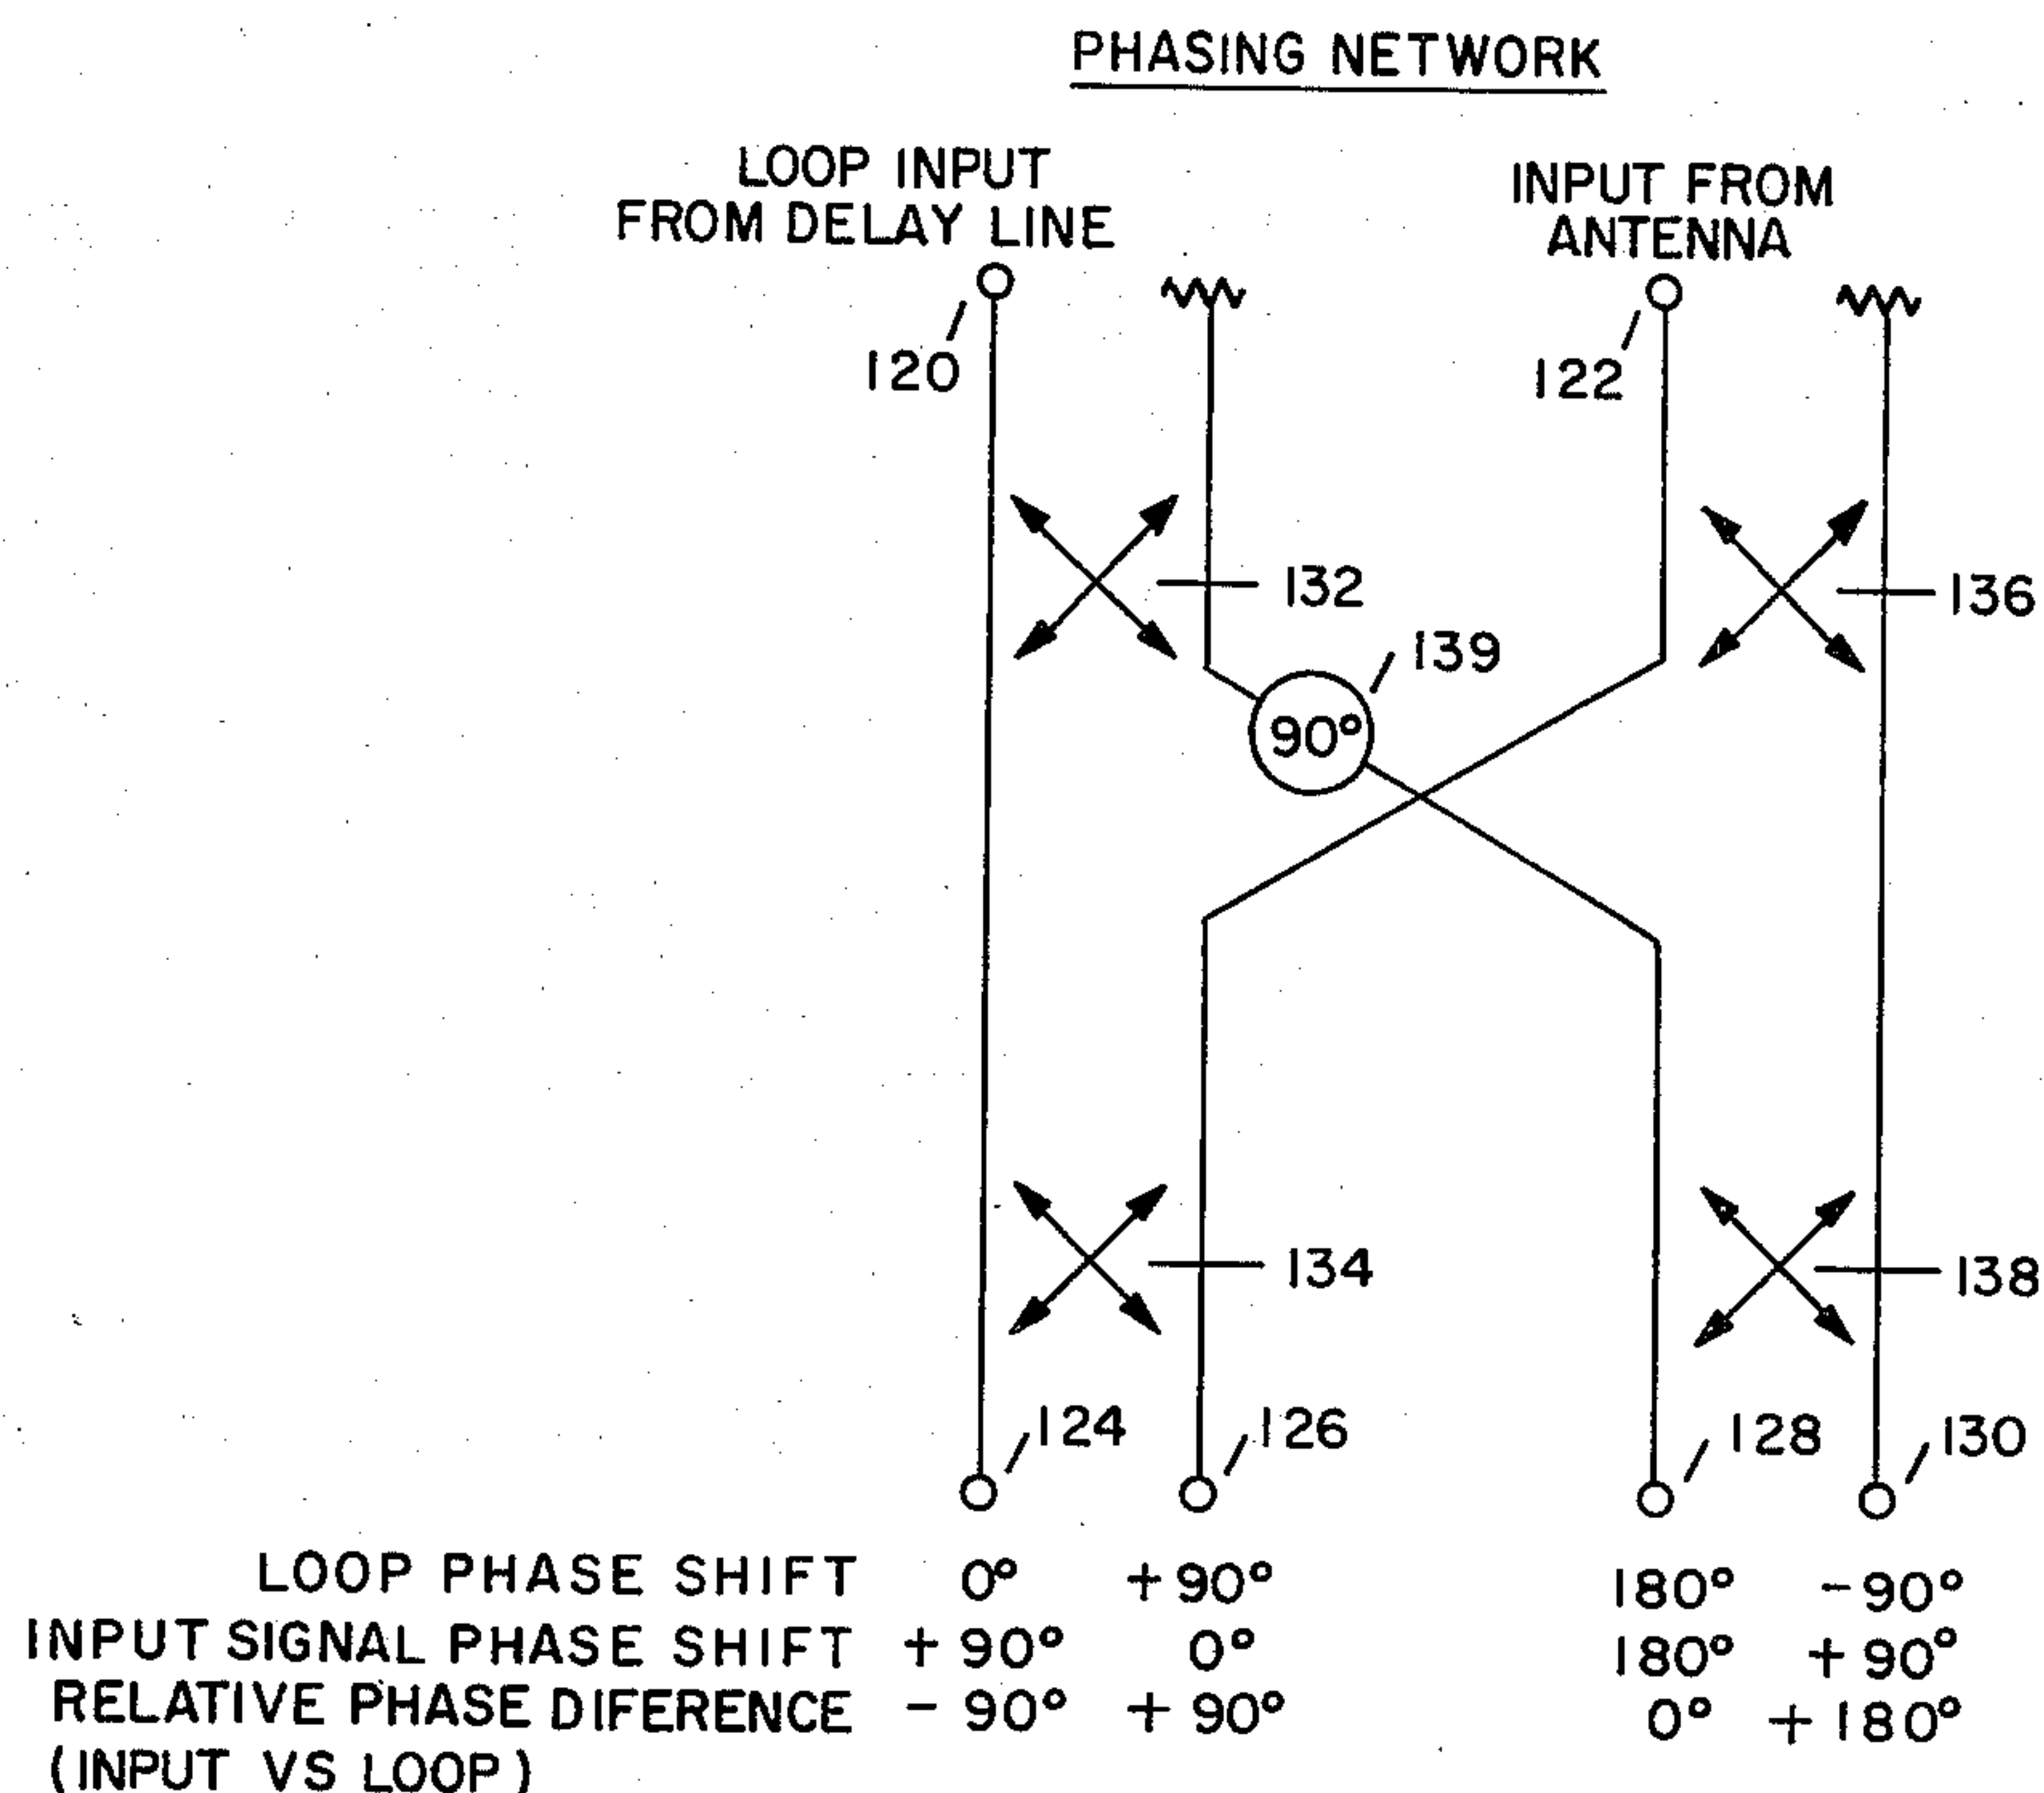 PHASING NETWORK
LOOP INPUT
FROM DELAY LINE
INPUT FROM
ANTENNA
120
122
132
136
139
90°
134
138
124
126
128
130
LOOP PHASE SHIFT 0° +90° 180° -90°
INPUT SIGNAL PHASE SHIFT +90° 0° 180° +90°
RELATIVE PHASE DIFERENCE -90° +90° 0° +180°
(INPUT VS LOOP)